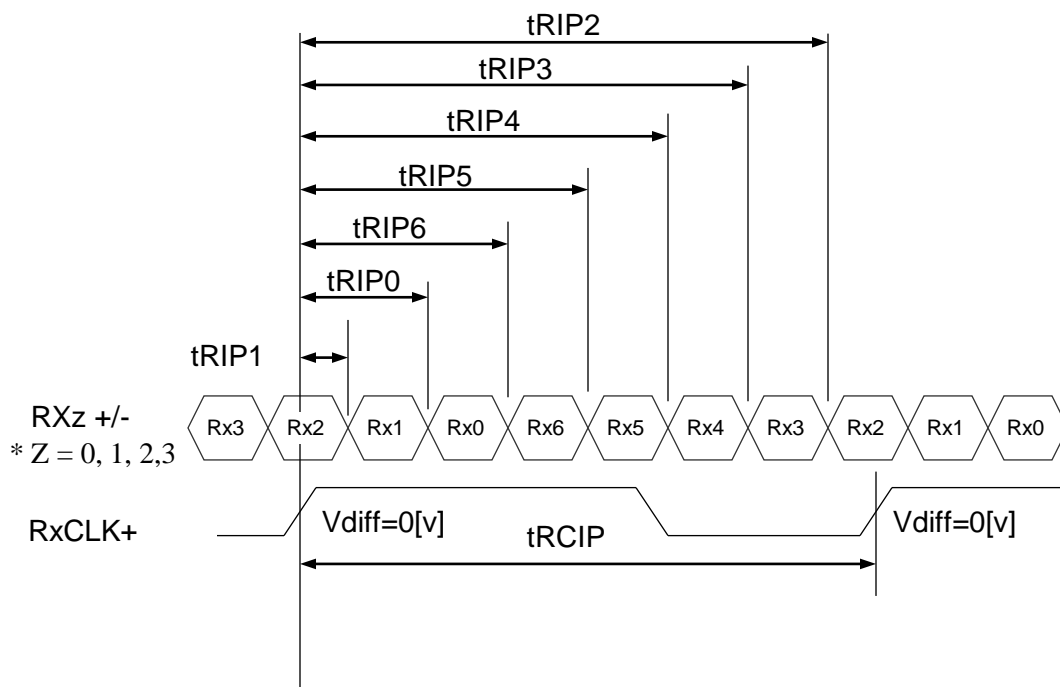 tRIP2
tRIP3
tRIP4
tRIP5
tRIP6
tRIP0
tRIP1
RXz +/-
* Z = 0, 1, 2,3
Rx3 Rx2 Rx1 Rx0 Rx6 Rx5 Rx4 Rx3 Rx2 Rx1 Rx0
RxCLK+
Vdiff=0[v] Vdiff=0[v]
tRCIP